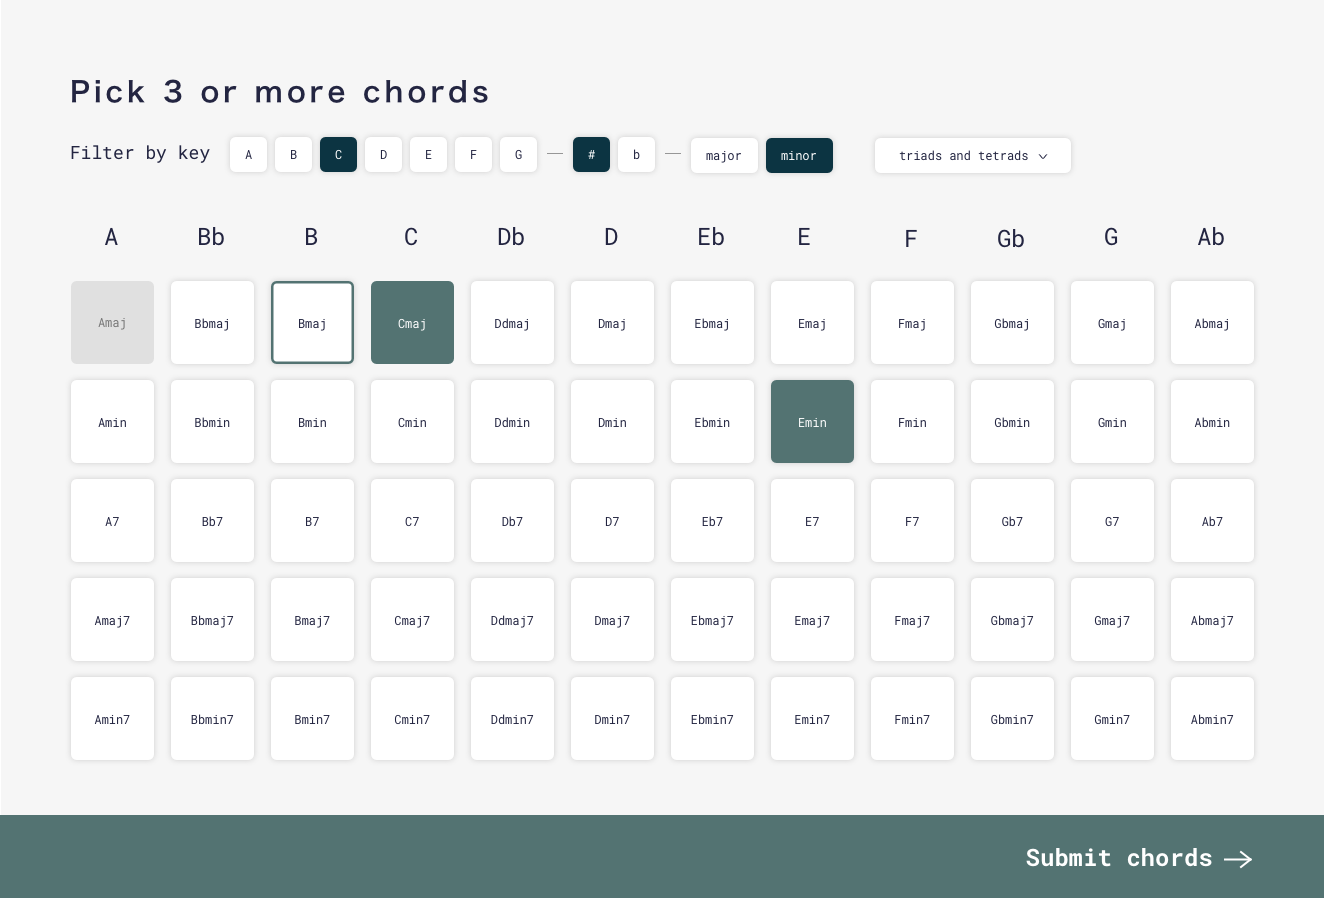 Pick 3 or more chords
Filter by key A B C D E F G # b major minor triads and tetrads
A Bb B C Db D Eb E F Gb G Ab
Amaj Bbmaj Bmaj Cmaj Ddmaj Dmaj Ebmaj Emaj Fmaj Gbmaj Gmaj Abmaj
Amin Bbmin Bmin Cmin Ddmin Dmin Ebmin Emin Fmin Gbmin Gmin Abmin
A7 Bb7 B7 C7 Db7 D7 Eb7 E7 F7 Gb7 G7 Ab7
Amaj7 Bbmaj7 Bmaj7 Cmaj7 Ddmaj7 Dmaj7 Ebmaj7 Emaj7 Fmaj7 Gbmaj7 Gmaj7 Abmaj7
Amin7 Bbmin7 Bmin7 Cmin7 Ddmin7 Dmin7 Ebmin7 Emin7 Fmin7 Gbmin7 Gmin7 Abmin7
Submit chords